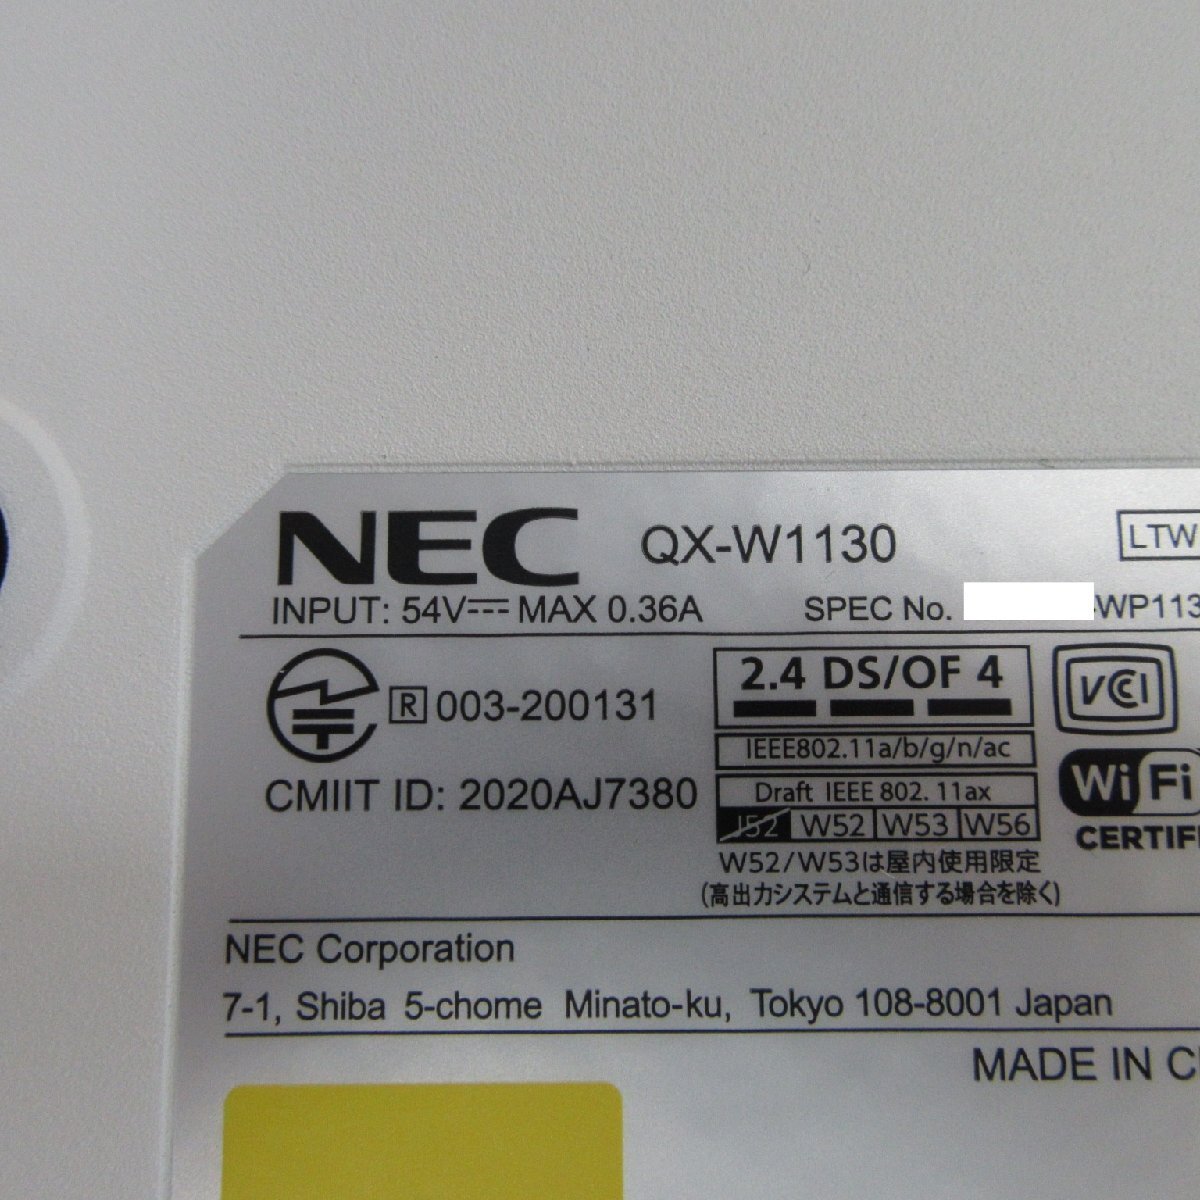 NEC QX-W1130 LTW
INPUT: 54V⎓ MAX 0.36A SPEC No. -WP113
R 003-200131
CMIIT ID: 2020AJ7380
2.4 DS/OF 4
IEEE802.11a/b/g/n/ac
Draft IEEE 802.11ax
J52 W52 W53 W56
W52/W53は屋内使用限定
(高出力システムと通信する場合を除く)
VCCI
Wi Fi
CERTIFI
NEC Corporation
7-1, Shiba 5-chome Minato-ku, Tokyo 108-8001 Japan
MADE IN C